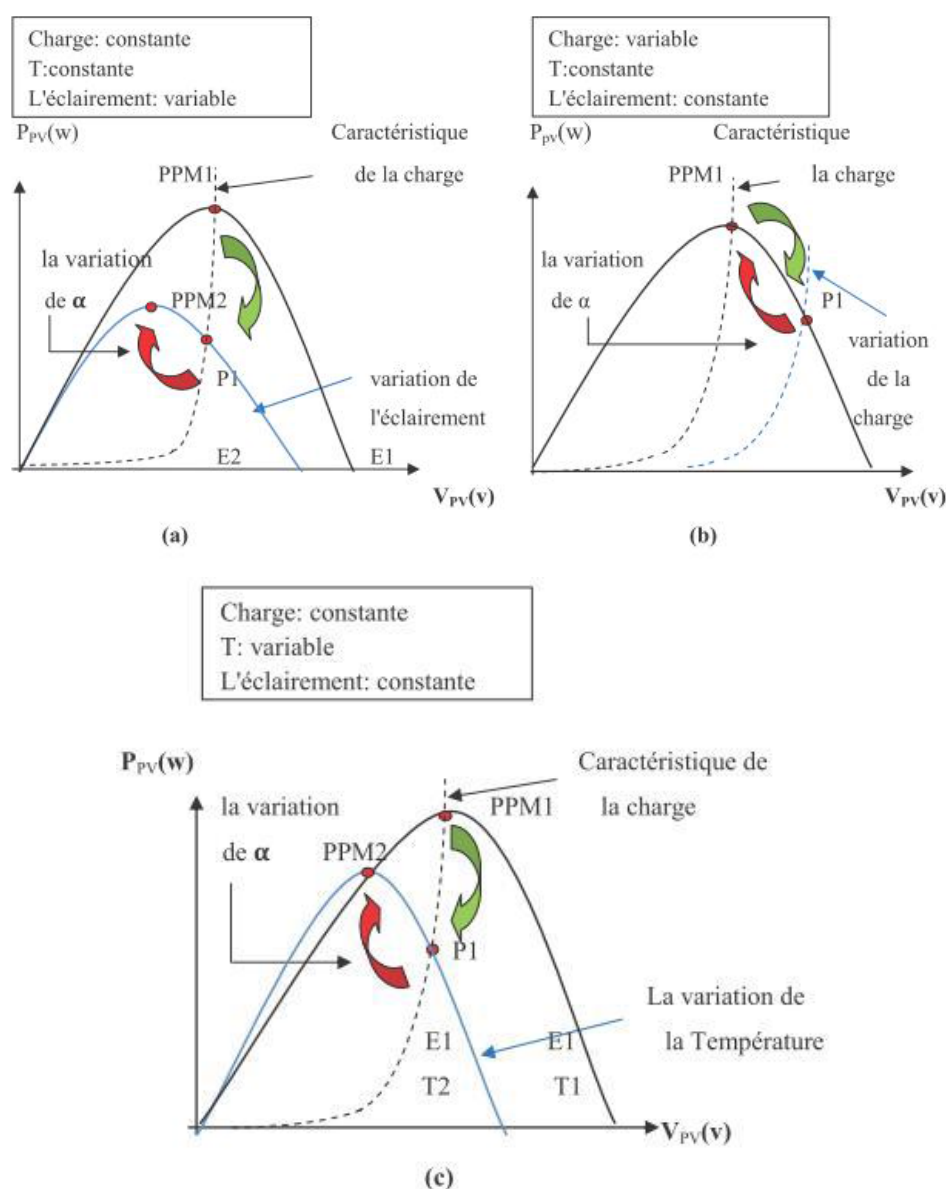 Charge: constante
T:constante
L'éclairement: variable
P_PV(w)
Caractéristique
de la charge
PPM1
la variation
de α
PPM2
P1
variation de
l'éclairement
E2
E1
V_PV(v)
(a)
Charge: variable
T:constante
L'éclairement: constante
P_pv(w)
Caractéristique
la charge
PPM1
la variation
de α
P1
variation
de la
charge
V_PV(v)
(b)
Charge: constante
T: variable
L'éclairement: constante
P_PV(w)
Caractéristique de
la charge
la variation
de α
PPM1
PPM2
P1
La variation de
la Température
E1
T2
E1
T1
V_PV(v)
(c)